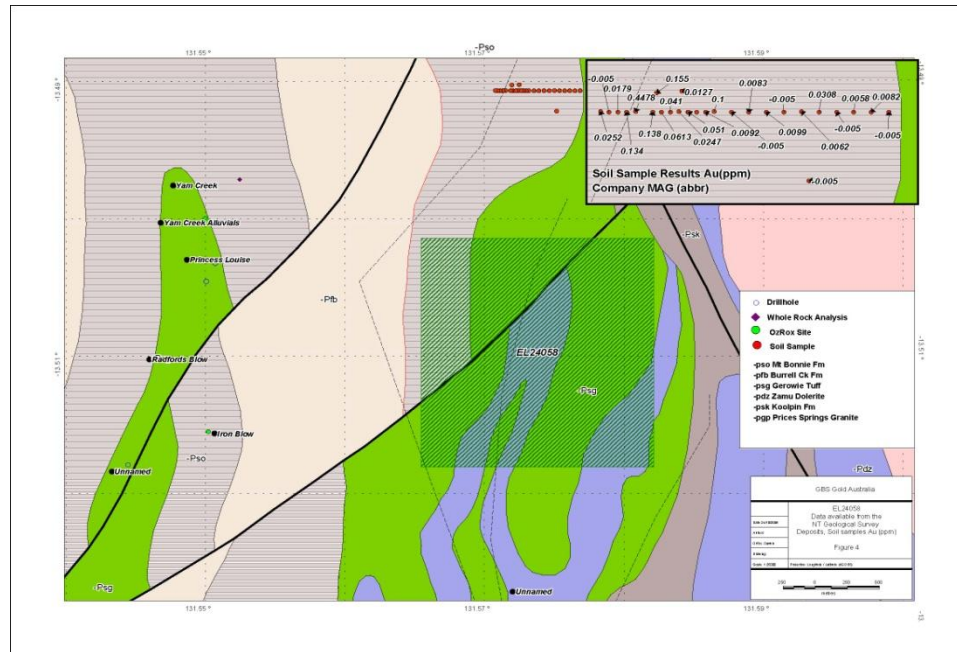 -Pso
131.55 °
131.57 °
131.59 °
-13.49
-0.005
0.155
0.0083
0.0179
0.0127
0.0308
0.0082
0.4478
0.1
-0.005
0.0058
0.041
0.0252
0.138
0.051
0.0092
0.0099
-0.005
0.0613
0.0062
-0.005
0.134
0.0247
-0.005
-0.005
Soil Sample Results Au(ppm)
Company MAG (abbr)
Yam Creek
Yam Creek Alluvials
-Psk
Princess Louise
-Pfb
Drillhole
Whole Rock Analysis
OzRox Site
Soil Sample
-13.51
EL24058
-13.51 °
Radfords Blow
-pso Mt Bonnie Fm
-pfb Burrell Ck Fm
-psg Gerowie Tuff
-pdz Zamu Dolerite
-psk Koolpin Fm
-pgp Prices Springs Granite
-Psg
Iron Blow
-Pso
Unnamed
-Pdz
GBS Gold Australia
EL24058
Data available from the
NT Geological Survey
Deposits, Soil samples Au (ppm)
Figure 4
-Psg
Unnamed
metres
131.55 °
131.57 °
131.59 °